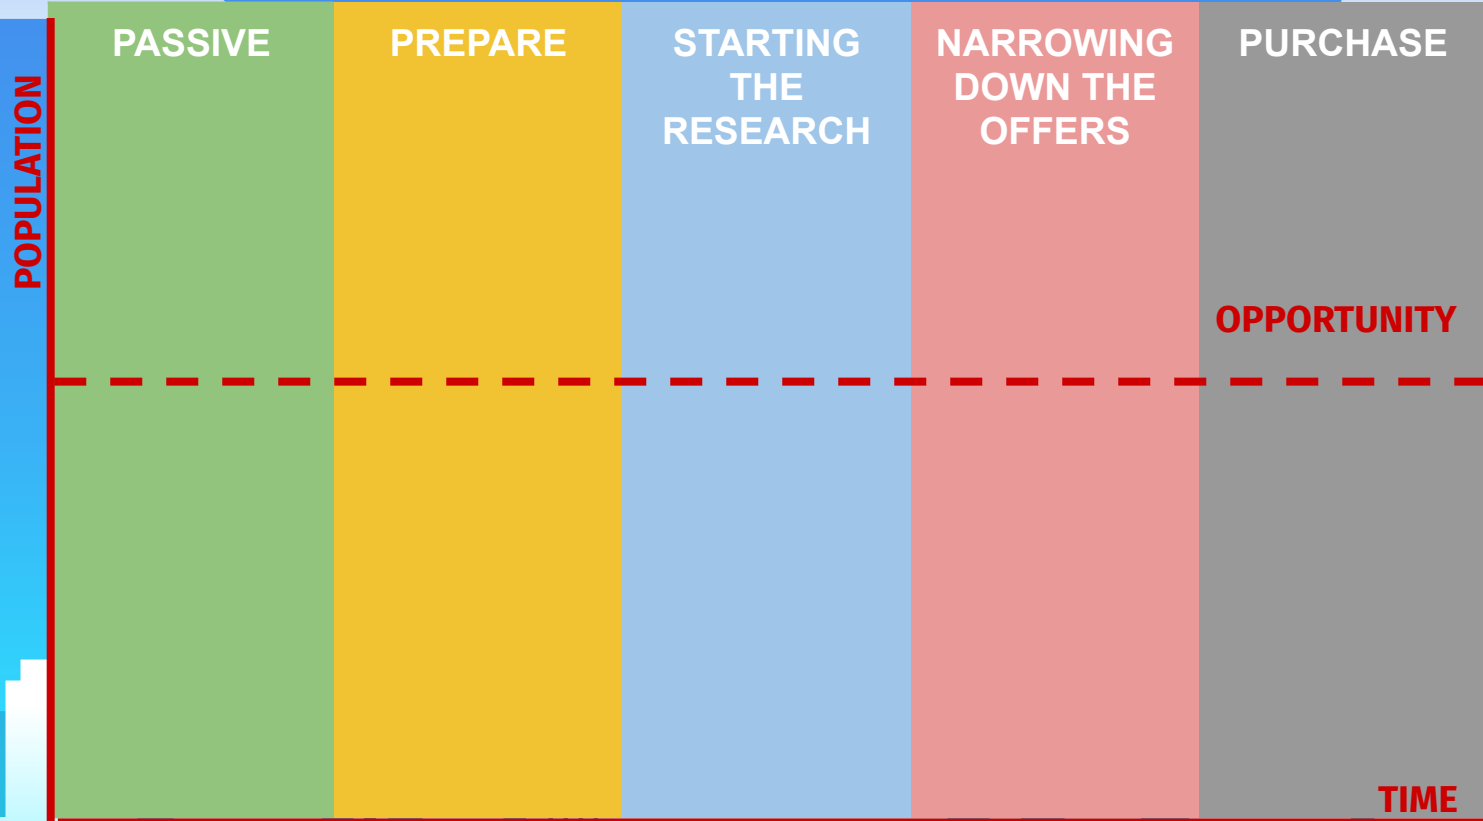 PASSIVE
PREPARE
STARTING
THE
RESEARCH
NARROWING
DOWN THE
OFFERS
PURCHASE
POPULATION
OPPORTUNITY
TIME